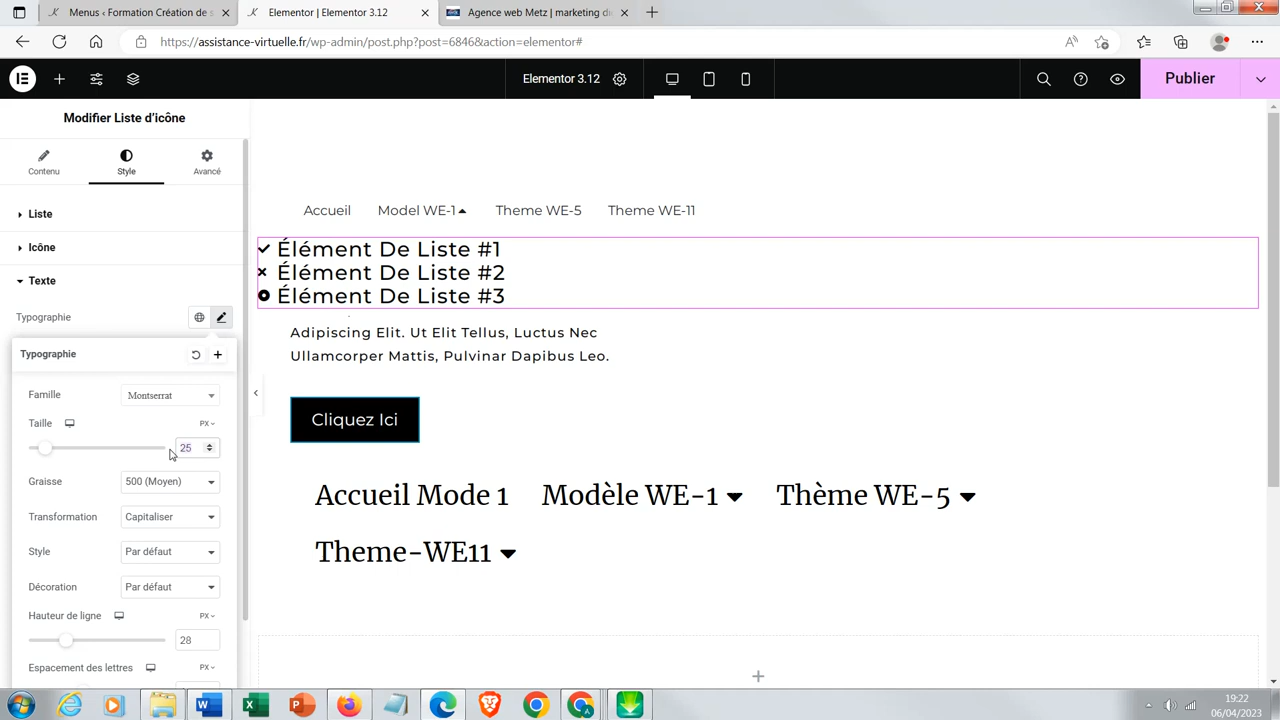 Menus ‹ Formation Création de s
Elementor | Elementor 3.12
Agence web Metz | marketing di
https://assistance-virtuelle.fr/wp-admin/post.php?post=6846&action=elementor#
Elementor 3.12
Publier
Modifier Liste d'icône
Contenu
Style
Avancé
Liste
Icône
Texte
Typographie
Typographie
Famille
Montserrat
Taille
PX
25
Graisse
500 (Moyen)
Transformation
Capitaliser
Style
Par défaut
Décoration
Par défaut
Hauteur de ligne
PX
28
Espacement des lettres
PX
Accueil
Model WE-1
Theme WE-5
Theme WE-11
Élément De Liste #1
Élément De Liste #2
Élément De Liste #3
Adipiscing Elit. Ut Elit Tellus, Luctus Nec
Ullamcorper Mattis, Pulvinar Dapibus Leo.
Cliquez Ici
Accueil Mode 1
Modèle WE-1
Thème WE-5
Theme-WE11
19:22
06/04/2023